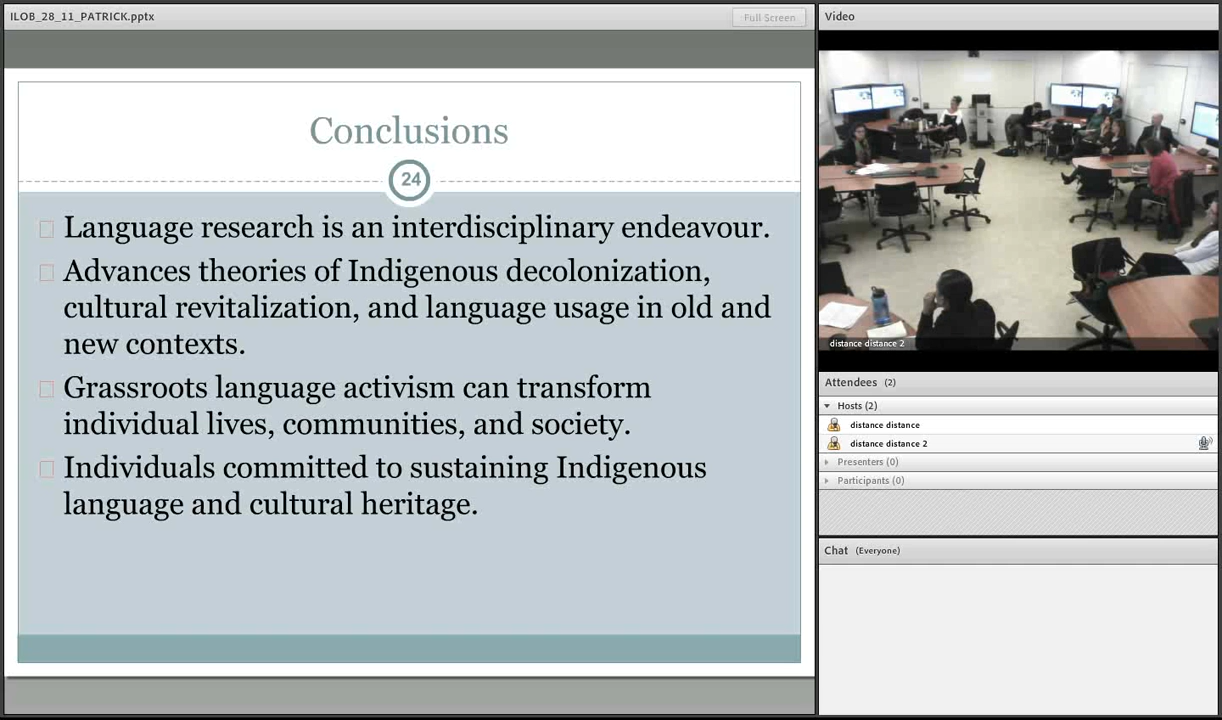 ILOB_28_11_PATRICK.pptx
Full Screen
Conclusions
24
Language research is an interdisciplinary endeavour.
Advances theories of Indigenous decolonization,
cultural revitalization, and language usage in old and
new contexts.
Grassroots language activism can transform
individual lives, communities, and society.
Individuals committed to sustaining Indigenous
language and cultural heritage.
Video
distance distance 2
Attendees (2)
Hosts (2)
distance distance
distance distance 2
Presenters (0)
Participants (0)
Chat (Everyone)